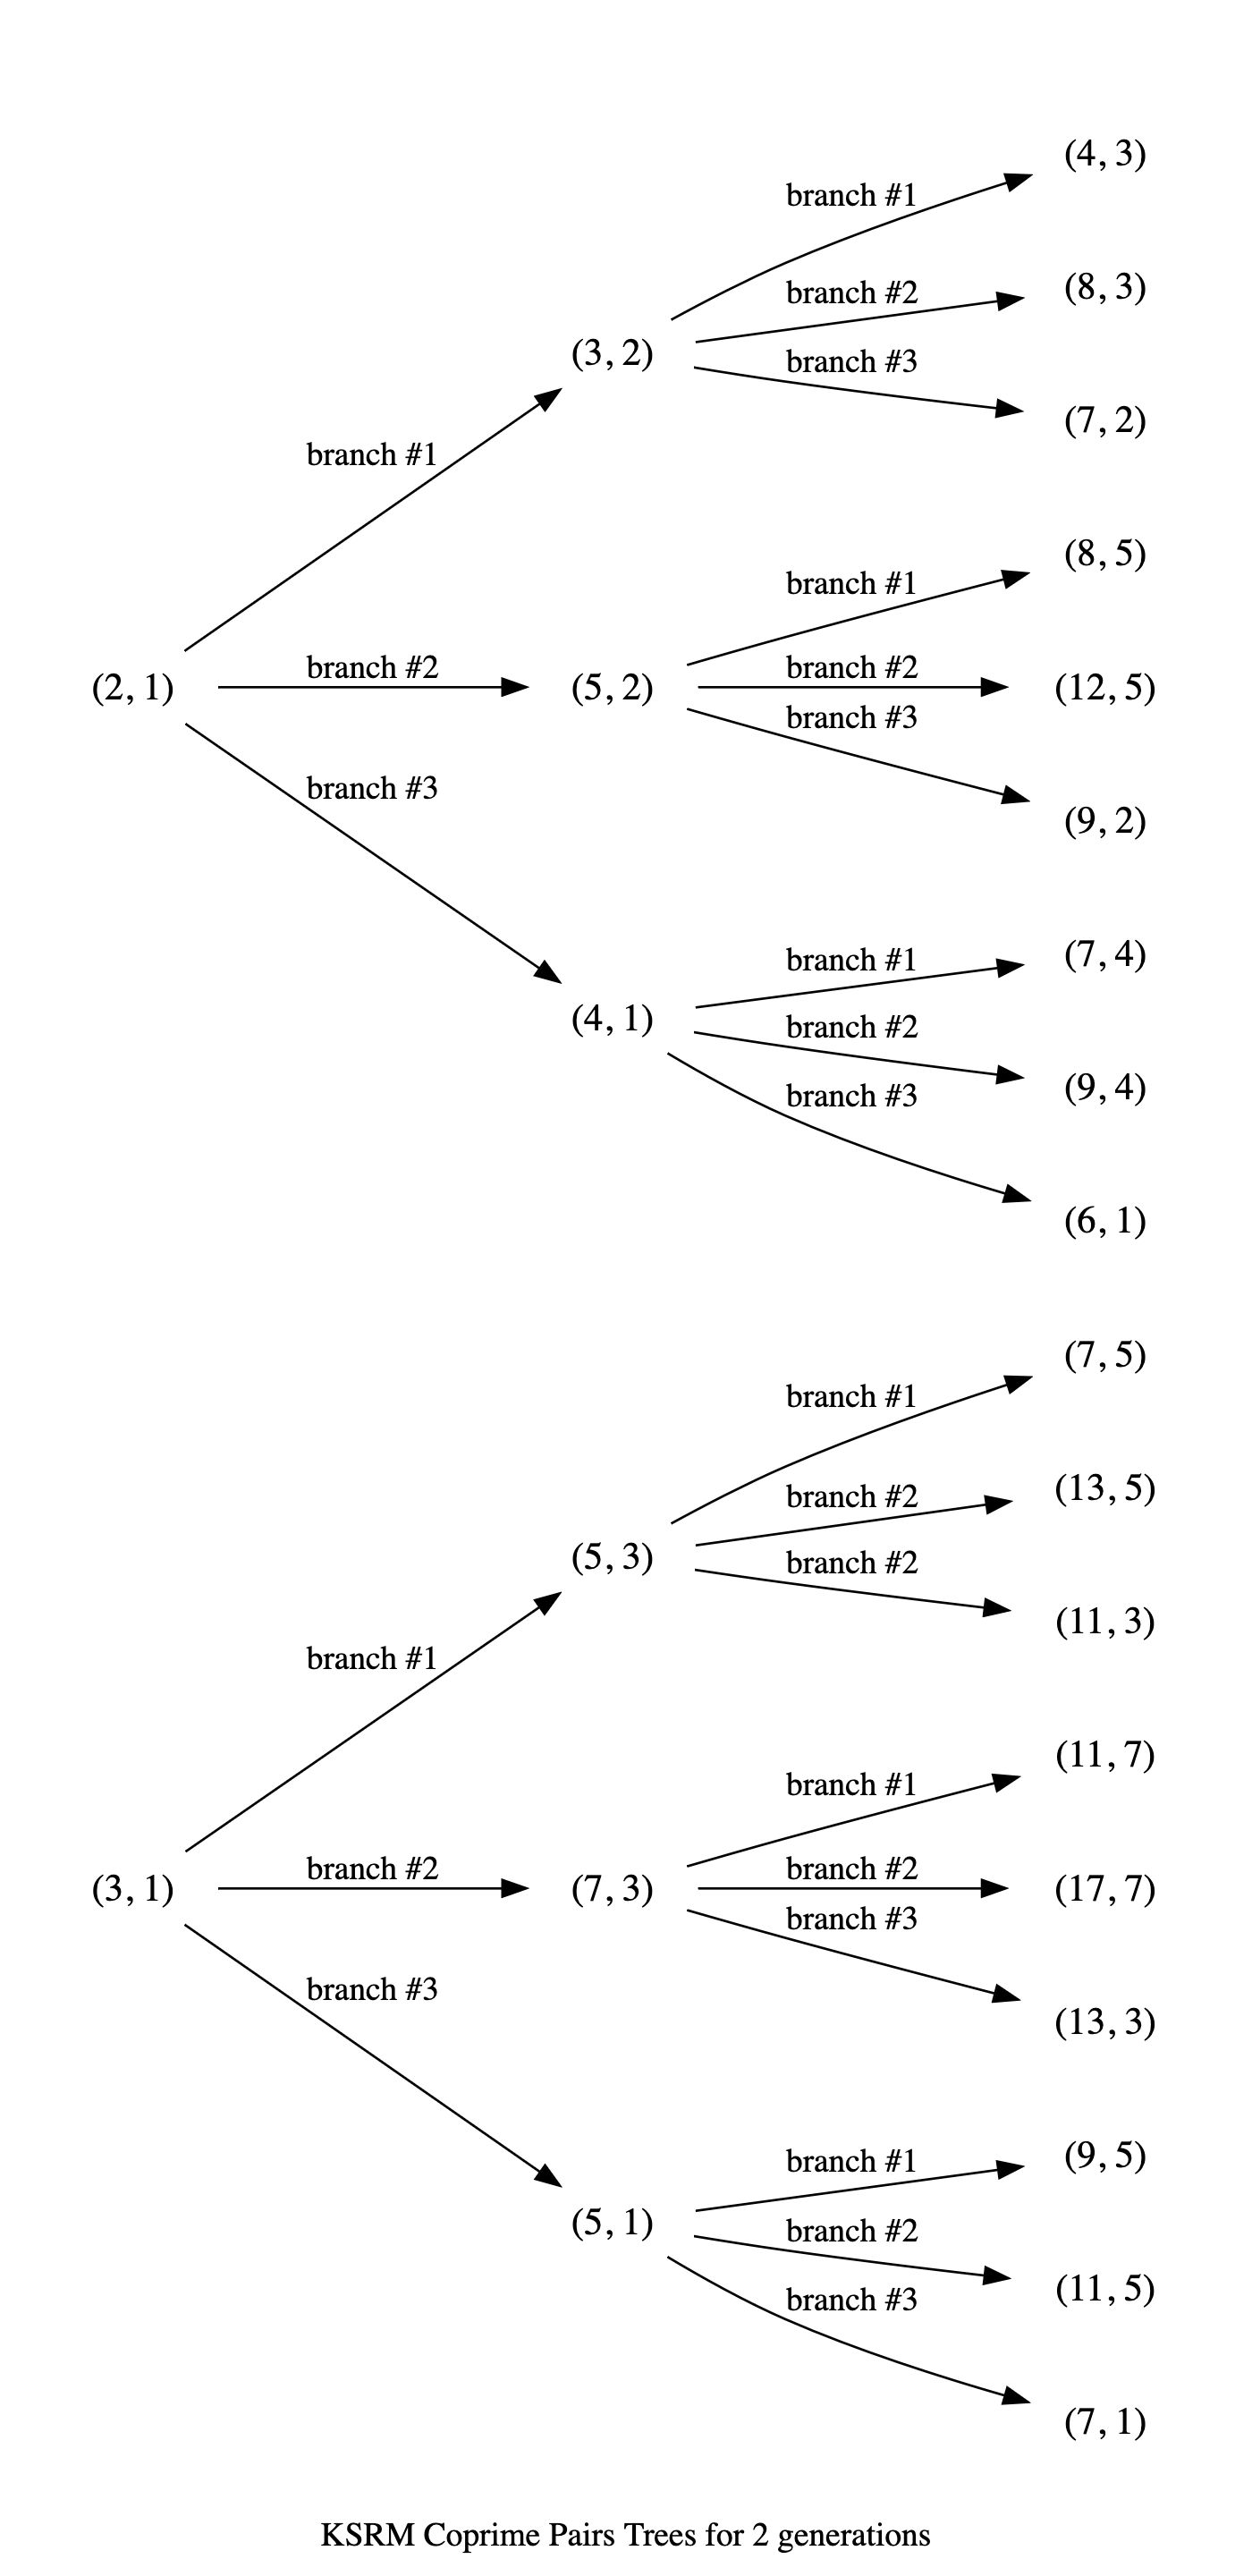 (4, 3)
branch #1
branch #2
(8, 3)
(3, 2)
branch #3
(7, 2)
branch #1
(8, 5)
branch #1
(2, 1)
branch #2
(5, 2)
branch #2
(12, 5)
branch #3
branch #3
(9, 2)
branch #1
(7, 4)
(4, 1)
branch #2
(9, 4)
branch #3
(6, 1)
(7, 5)
branch #1
branch #2
(13, 5)
(5, 3)
branch #2
(11, 3)
branch #1
(11, 7)
branch #1
(3, 1)
branch #2
(7, 3)
branch #2
(17, 7)
branch #3
branch #3
(13, 3)
branch #1
(9, 5)
(5, 1)
branch #2
(11, 5)
branch #3
(7, 1)
KSRM Coprime Pairs Trees for 2 generations